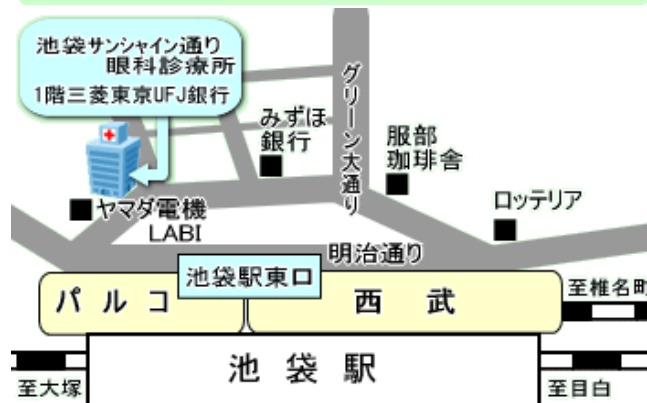 池袋サンシャイン通り
眼科診療所
1階三菱東京UFJ銀行
グリーン大通り
みずほ
銀行
服部
珈琲舎
ロッテリア
ヤマダ電機
LABI
明治通り
池袋駅東口
パルコ
西武
至椎名町
池袋駅
至大塚
至目白